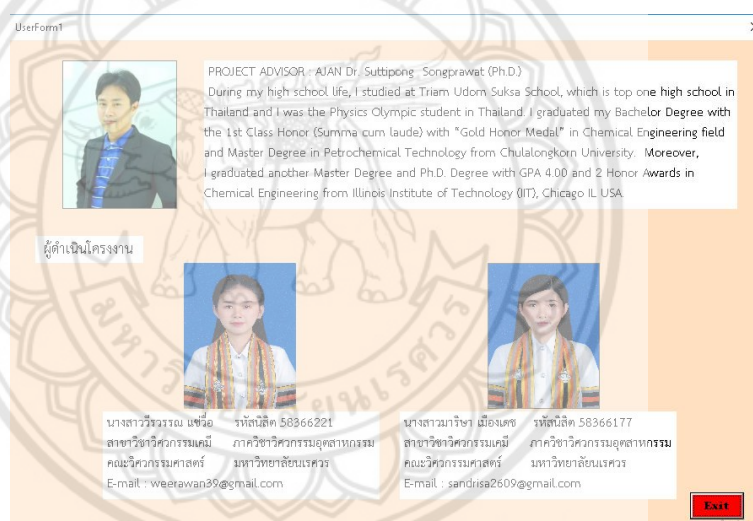 UserForm1
PROJECT ADVISOR : AJAN Dr. Suttipong Songprawat (Ph.D.)
During my high school life, I studied at Triam Udom Suksa School, which is top one high school in
Thailand and I was the Physics Olympic student in Thailand. I graduated my Bachelor Degree with
the 1st Class Honor (Summa cum laude) with "Gold Honor Medal" in Chemical Engineering field
and Master Degree in Petrochemical Technology from Chulalongkorn University. Moreover,
I graduated another Master Degree and Ph.D. Degree with GPA 4.00 and 2 Honor Awards in
Chemical Engineering from Illinois Institute of Technology (IIT), Chicago IL USA.
ผู้ดำเนินโครงงาน
นางสาววีรวรรณ แซ่วื่อ รหัสนิสิต 58366221
สาขาวิชาวิศวกรรมเคมี ภาควิชาวิศวกรรมอุตสาหกรรม
คณะวิศวกรรมศาสตร์ มหาวิทยาลัยนเรศวร
E-mail : weerawan39@gmail.com
นางสาวมาริษา เมืองเดช รหัสนิสิต 58366177
สาขาวิชาวิศวกรรมเคมี ภาควิชาวิศวกรรมอุตสาหกรรม
คณะวิศวกรรมศาสตร์ มหาวิทยาลัยนเรศวร
E-mail : sandrisa2609@gmail.com
Exit